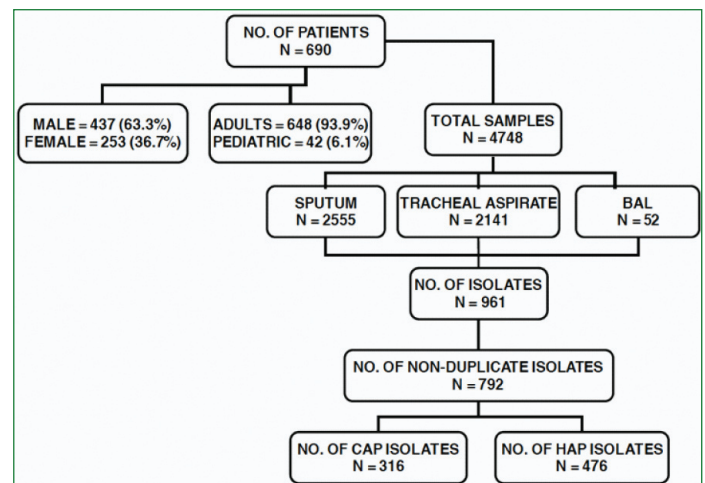 NO. OF PATIENTS
N = 690
MALE = 437 (63.3%)
FEMALE = 253 (36.7%)
ADULTS = 648 (93.9%)
PEDIATRIC = 42 (6.1%)
TOTAL SAMPLES
N = 4748
SPUTUM
N = 2555
TRACHEAL ASPIRATE
N = 2141
BAL
N = 52
NO. OF ISOLATES
N = 961
NO. OF NON-DUPLICATE ISOLATES
N = 792
NO. OF CAP ISOLATES
N = 316
NO. OF HAP ISOLATES
N = 476